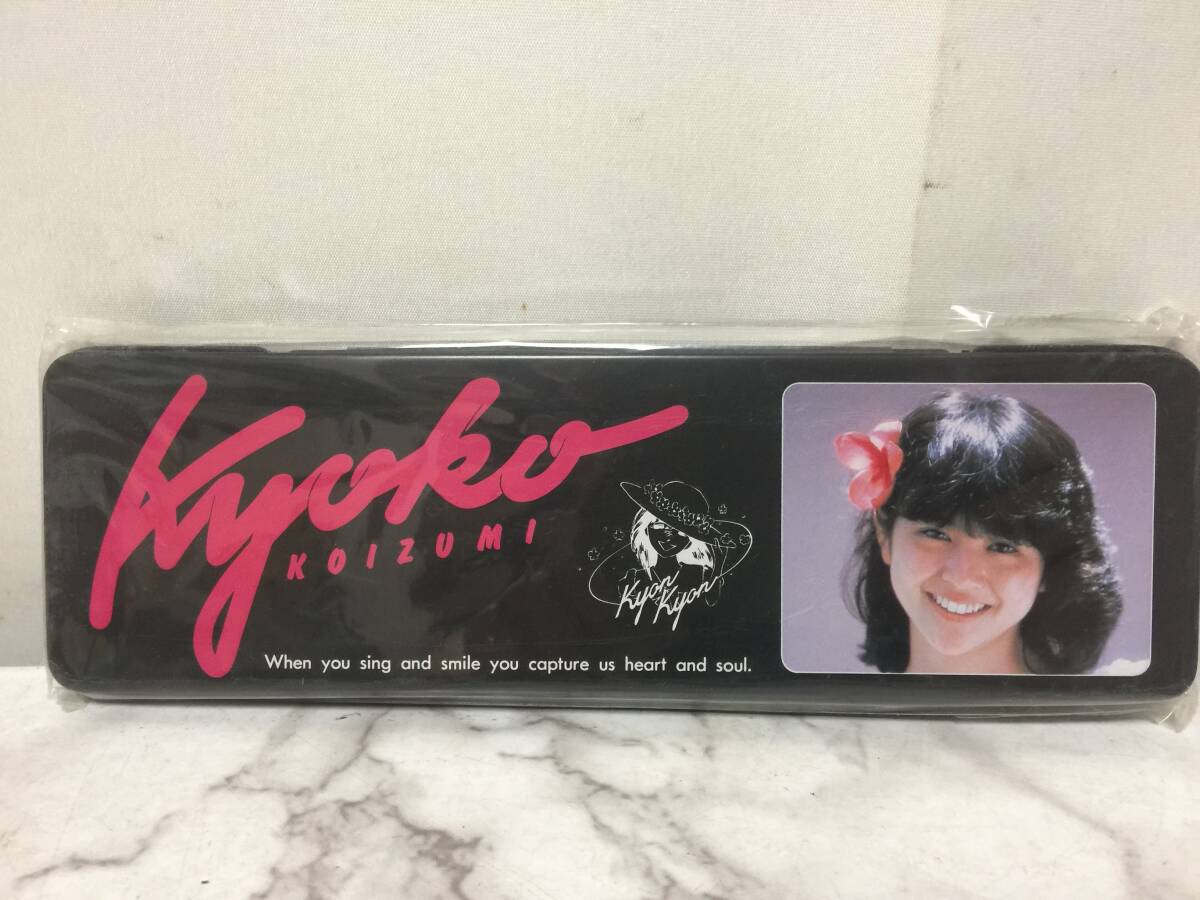 Kyoko
KOIZUMI
Kyon
Kyon
When you sing and smile you capture us heart and soul.